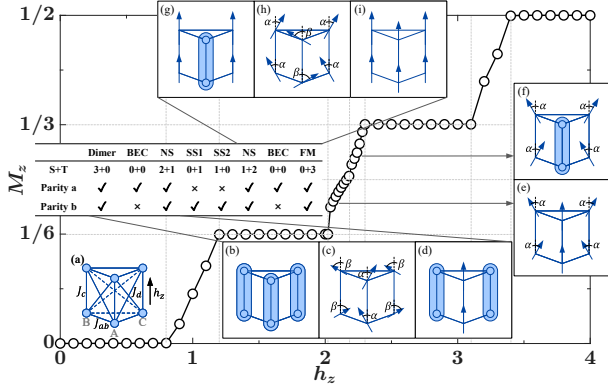 1/2
1/3
1/6
0
M_z
0 1 2 3 4
h_z
(g) (h) (i)
α β α
α β α
(f)
α α
(e)
α α
Dimer BEC NS SS1 SS2 NS BEC FM
S+T 3+0 0+0 2+1 0+1 1+0 1+2 0+0 0+3
Parity a ✓ ✓ ✓ × × ✓ ✓ ✓
Parity b ✓ × ✓ ✓ ✓ ✓ × ✓
(a)
J_c J_d h_z
B J_ab A C
(b) (c) (d)
β α β
β α β